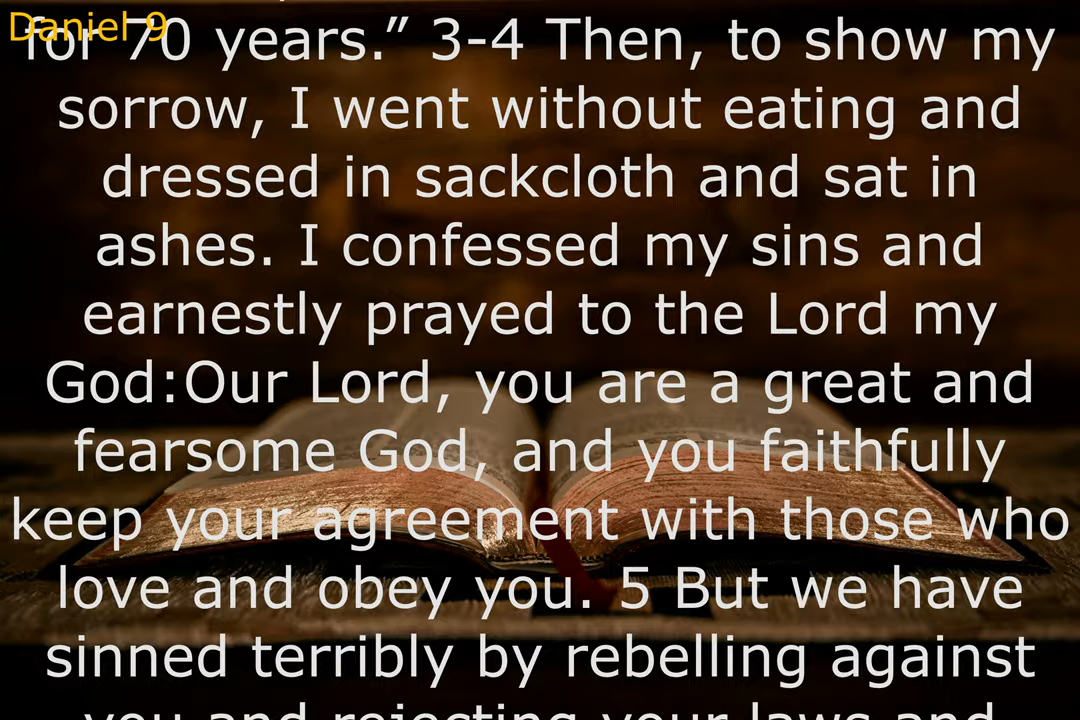 Daniel 9
for 70 years.” 3-4 Then, to show my
sorrow, I went without eating and
dressed in sackcloth and sat in
ashes. I confessed my sins and
earnestly prayed to the Lord my
God:Our Lord, you are a great and
fearsome God, and you faithfully
keep your agreement with those who
love and obey you. 5 But we have
sinned terribly by rebelling against
you and rejecting your laws and